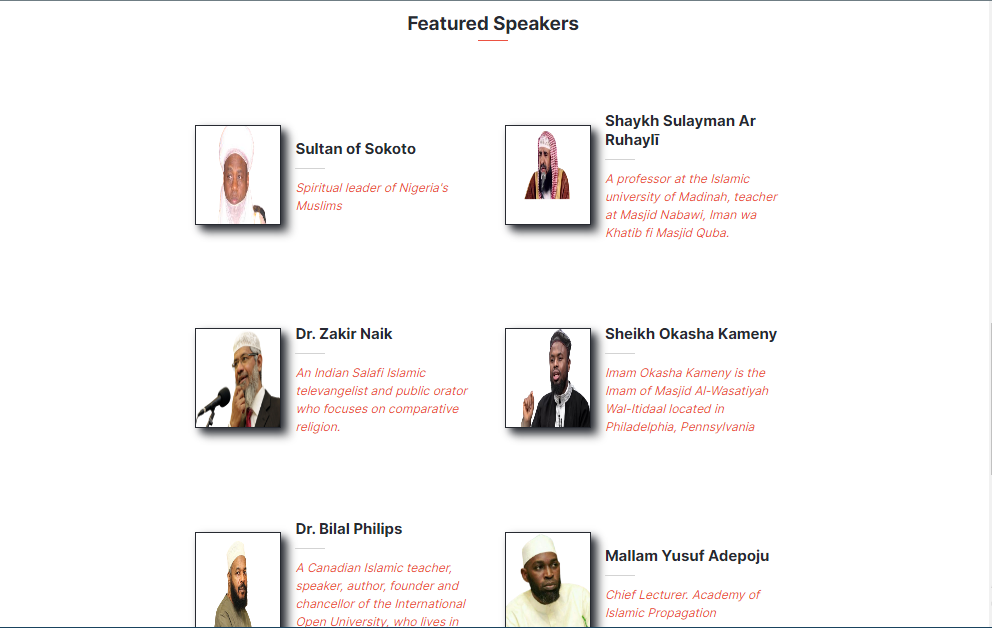 Featured Speakers
Sultan of Sokoto
Spiritual leader of Nigeria's
Muslims
Shaykh Sulayman Ar
Ruhaylī
A professor at the Islamic
university of Madinah, teacher
at Masjid Nabawi, Iman wa
Khatib fi Masjid Quba.
Dr. Zakir Naik
An Indian Salafi Islamic
televangelist and public orator
who focuses on comparative
religion.
Sheikh Okasha Kameny
Imam Okasha Kameny is the
Imam of Masjid Al-Wasatiyah
Wal-Itidaal located in
Philadelphia, Pennsylvania
Dr. Bilal Philips
A Canadian Islamic teacher,
speaker, author, founder and
chancellor of the International
Open University, who lives in
Mallam Yusuf Adepoju
Chief Lecturer, Academy of
Islamic Propagation